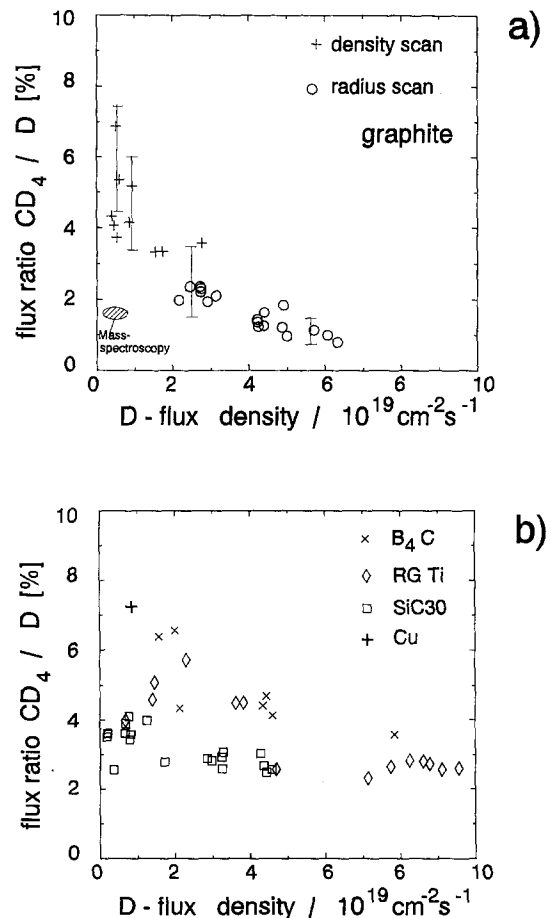 a)
10
8
6
4
2
0
flux ratio CD4 / D [%]
+ density scan
○ radius scan
graphite
Mass-
spectroscopy
0 2 4 6 8 10
D - flux density / 10^19 cm^-2 s^-1
b)
10
8
6
4
2
0
flux ratio CD4 / D [%]
× B4 C
◇ RG Ti
□ SiC30
+ Cu
0 2 4 6 8 10
D - flux density / 10^19 cm^-2 s^-1